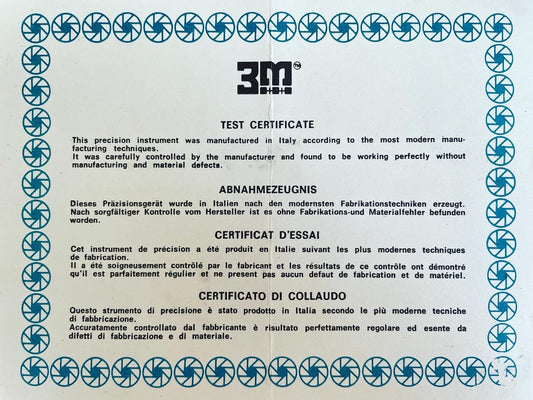 3M™
TEST CERTIFICATE
This precision instrument was manufactured in Italy according to the most modern manu-
facturing techniques.
It was carefully controlled by the manufacturer and found to be working perfectly without
manufacturing and material defects.
ABNAHMEZEUGNIS
Dieses Präzisionsgerät wurde in Italien nach den modernsten Fabrikationstechniken erzeugt.
Nach sorgfältiger Kontrolle vom Hersteller ist es ohne Fabrikations-und Materialfehler befunden
worden.
CERTIFICAT D'ESSAI
Cet instrument de précision a été produit en Italie suivant les plus modernes techniques
de fabrication.
Il a été soigneusement contrôlé par le fabricant et les résultats de ce contrôle ont démontré
qu'il est parfaitement régulier et ne present pas aucun defaut de fabrication et de matériel.
CERTIFICATO DI COLLAUDO
Questo strumento di precisione è stato prodotto in Italia secondo le più moderne tecniche
di fabbricazione.
Accuratamente controllato dal fabbricante è risultato perfettamente regolare ed esente da
difetti di fabbricazione e di materiale.